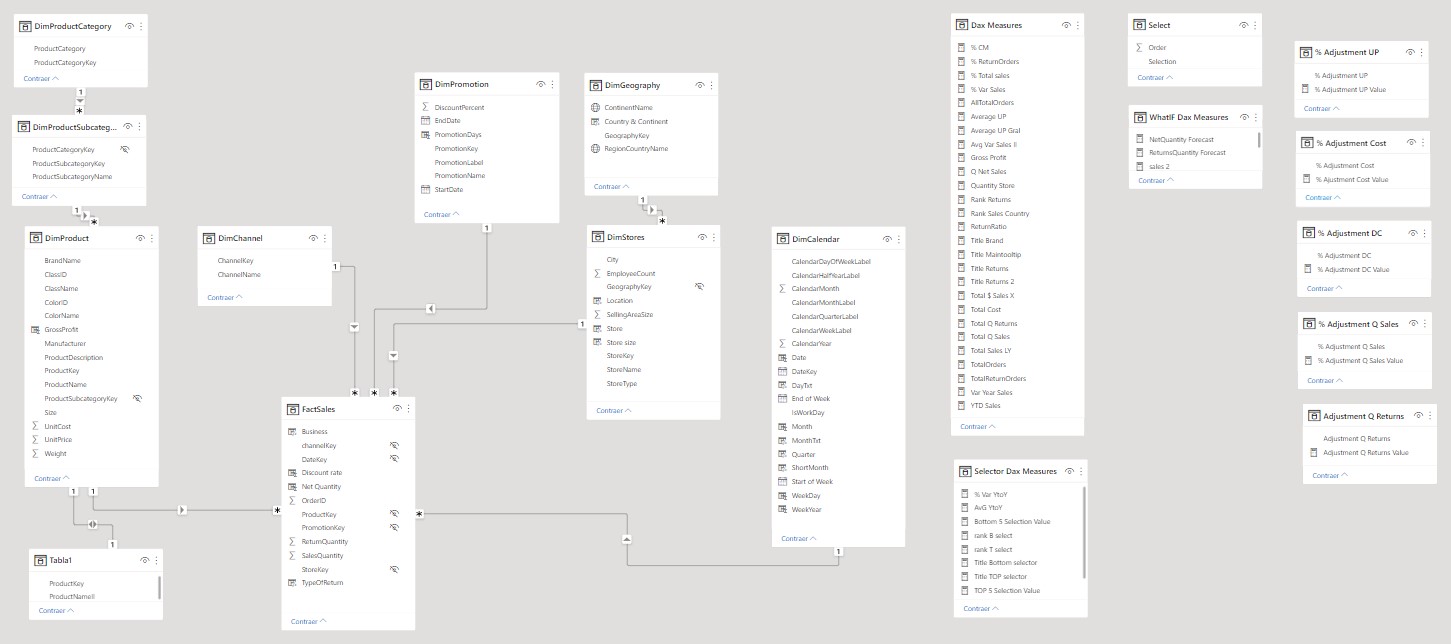 DimProductCategory
ProductCategory
ProductCategoryKey
Contraer
1
*
DimProductSubcateg...
ProductCategoryKey
ProductSubcategoryKey
ProductSubcategoryName
Contraer
1
*
DimProduct
BrandName
ClassID
ClassName
ColorID
ColorName
GrossProfit
Manufacturer
ProductDescription
ProductKey
ProductName
ProductSubcategoryKey
Size
UnitCost
UnitPrice
Weight
Contraer
1
1
*
1
Tabla1
ProductKey
ProductNameII
Contraer
DimChannel
ChannelKey
ChannelName
Contraer
1
DimPromotion
DiscountPercent
EndDate
PromotionDays
PromotionKey
PromotionLabel
PromotionName
StartDate
Contraer
1
DimGeography
ContinentName
Country & Continent
GeographyKey
RegionCountryName
Contraer
1
*
DimStores
City
EmployeeCount
GeographyKey
Location
SellingAreaSize
Store
Store size
StoreKey
StoreName
StoreType
Contraer
1
*
*
*
FactSales
Business
channelKey
DateKey
Discount rate
Net Quantity
OrderID
ProductKey
PromotionKey
ReturnQuantity
SalesQuantity
StoreKey
TypeOfReturn
Contraer
*
DimCalendar
CalendarDayOfWeekLabel
CalendarHalfYearLabel
CalendarMonth
CalendarMonthLabel
CalendarQuarterLabel
CalendarWeekLabel
CalendarYear
Date
DateKey
DayTxt
End of Week
IsWorkDay
Month
MonthTxt
Quarter
ShortMonth
Start of Week
WeekDay
WeekYear
Contraer
1
Dax Measures
% CM
% ReturnOrders
% Total sales
% Var Sales
AllTotalOrders
Average UP
Average UP Gral
Avg Var Sales II
Gross Profit
Q Net Sales
Quantity Store
Rank Returns
Rank Sales Country
ReturnRatio
Title Brand
Title Maintooltip
Title Returns
Title Returns 2
Total $ Sales X
Total Cost
Total Q Returns
Total Q Sales
Total Sales LY
TotalOrders
TotalReturnOrders
Var Year Sales
YTD Sales
Contraer
Selector Dax Measures
% Var YtoY
AvG YtoY
Bottom 5 Selection Value
rank B select
rank T select
Title Bottom selector
Title TOP selector
TOP 5 Selection Value
Contraer
Select
Order
Selection
Contraer
WhatIF Dax Measures
NetQuantity Forecast
ReturnsQuantity Forecast
sales 2
Contraer
% Adjustment UP
% Adjustment UP
% Adjustment UP Value
Contraer
% Adjustment Cost
% Adjustment Cost
% Ajustment Cost Value
Contraer
% Adjustment DC
% Adjustment DC
% Adjustment DC Value
Contraer
% Adjustment Q Sales
% Adjustment Q Sales
% Adjustment Q Sales Value
Contraer
Adjustment Q Returns
Adjustment Q Returns
Adjustment Q Returns Value
Contraer